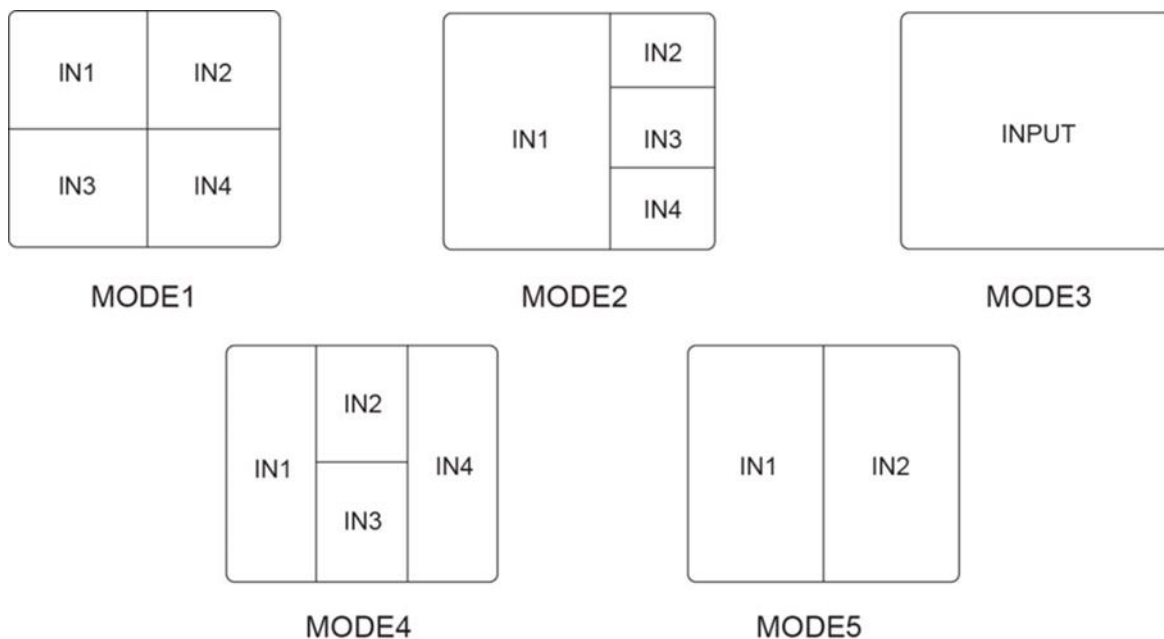 IN1 IN2
IN3 IN4
MODE1
IN1
IN2
IN3
IN4
MODE2
INPUT
MODE3
IN1
IN2
IN3
IN4
MODE4
IN1 IN2
MODE5